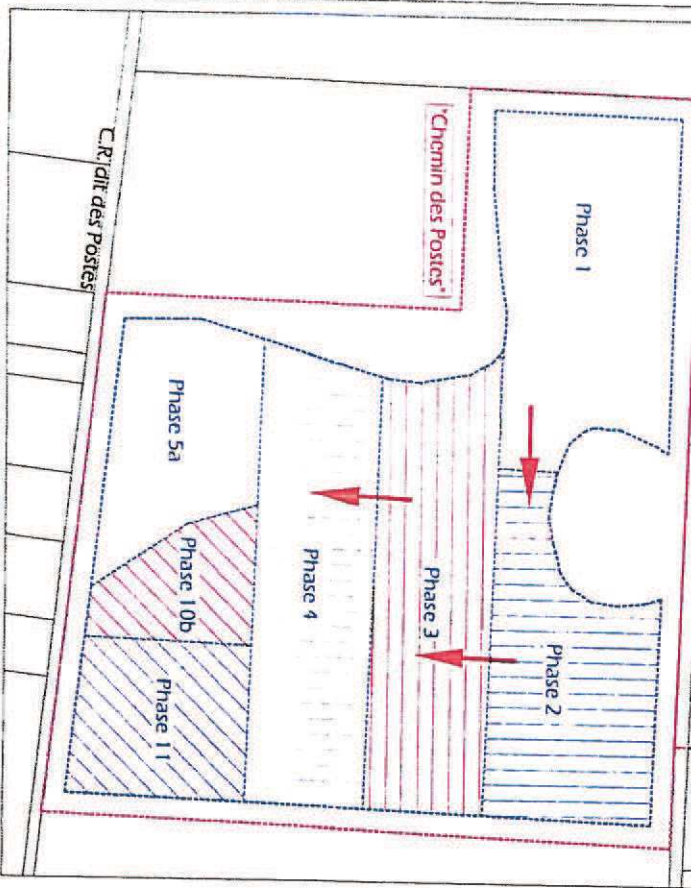 Phase 1
"Chemin des Postes"
C.R. dit des Postes
Phase 2
Phase 3
Phase 4
Phase 5a
Phase 10b
Phase 11